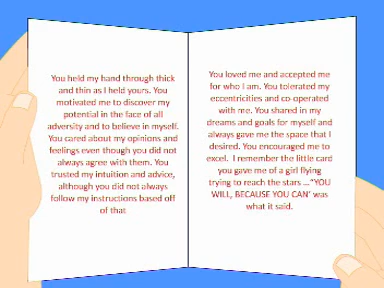 You held my hand through thick
and thin as I held yours. You
motivated me to discover my
potential in the face of all
adversity and to believe in myself.
You cared about my opinions and
feelings even though you did not
always agree with them. You
trusted my intuition and advice,
although you did not always
follow my instructions based off
of that
You loved me and accepted me
for who I am. You tolerated my
eccentricities and co-operated
with me. You shared in my
dreams and goals for myself and
always gave me the space that I
desired. You encouraged me to
excel.  I remember the little card
you gave me of a girl flying
trying to reach the stars ..."YOU
WILL, BECAUSE YOU CAN' was
what it said.